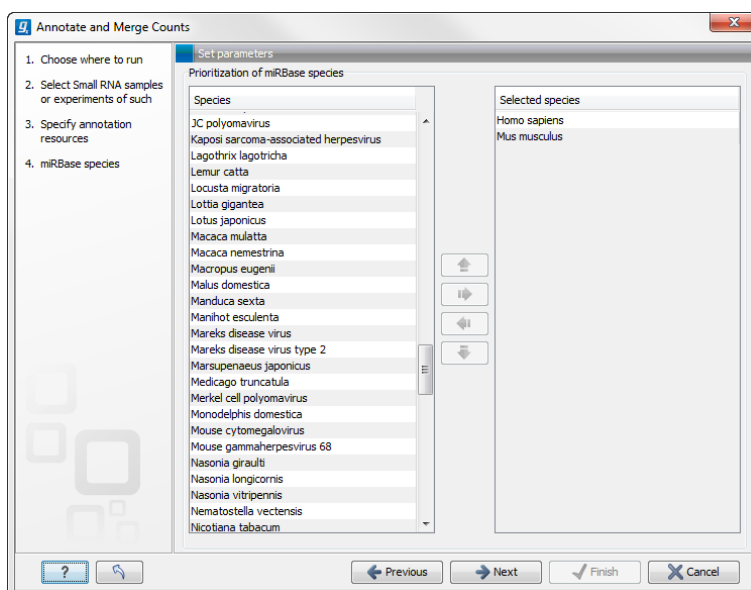 Annotate and Merge Counts
1. Choose where to run
2. Select Small RNA samples
or experiments of such
3. Specify annotation
resources
4. miRBase species
Set parameters
Prioritization of miRBase species
Species
JC polyomavirus
Kaposi sarcoma-associated herpesvirus
Lagothrix lagotricha
Lemur catta
Locusta migratoria
Lottia gigantea
Lotus japonicus
Macaca mulatta
Macaca nemestrina
Macropus eugenii
Malus domestica
Manduca sexta
Manihot esculenta
Mareks disease virus
Mareks disease virus type 2
Marsupenaeus japonicus
Medicago truncatula
Merkel cell polyomavirus
Monodelphis domestica
Mouse cytomegalovirus
Mouse gammaherpesvirus 68
Nasonia giraulti
Nasonia longicornis
Nasonia vitripennis
Nematostella vectensis
Nicotiana tabacum
Selected species
Homo sapiens
Mus musculus
?
Previous
Next
Finish
Cancel